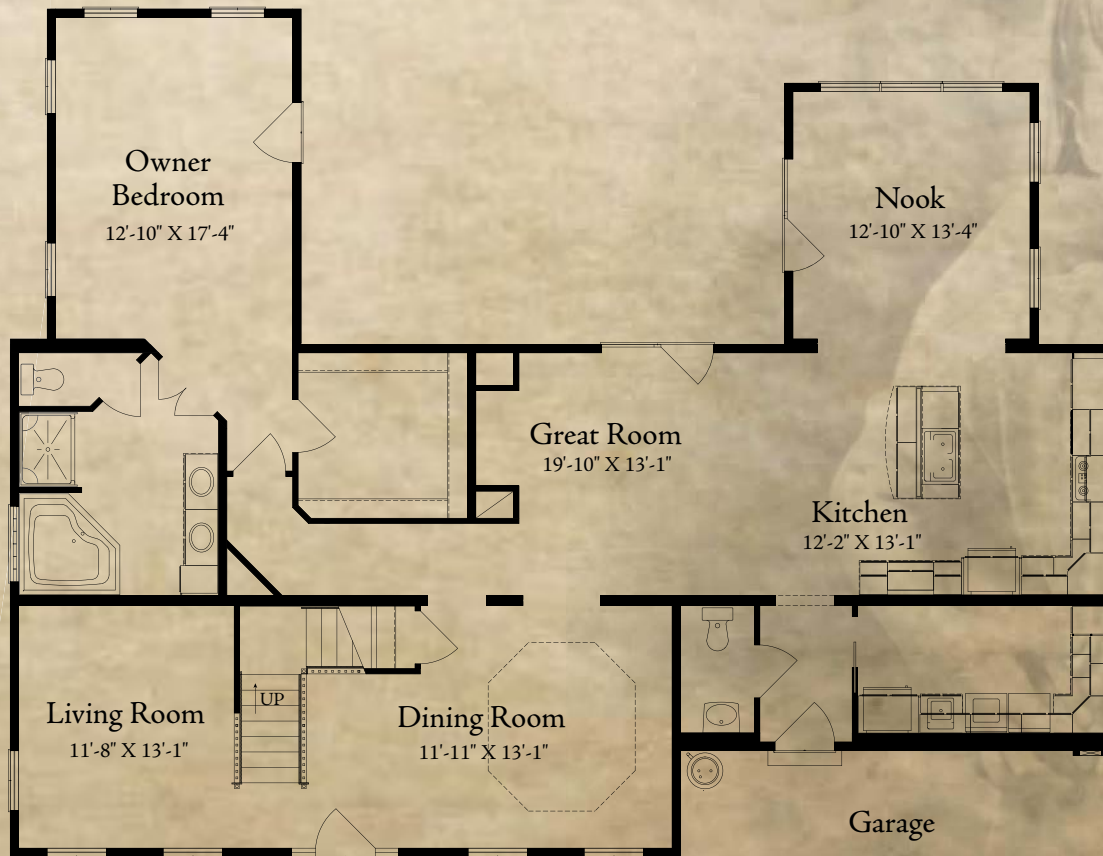 Owner
Bedroom
12'-10" X 17'-4"
Nook
12'-10" X 13'-4"
Great Room
19'-10" X 13'-1"
Kitchen
12'-2" X 13'-1"
Living Room
11'-8" X 13'-1"
UP
Dining Room
11'-11" X 13'-1"
Garage